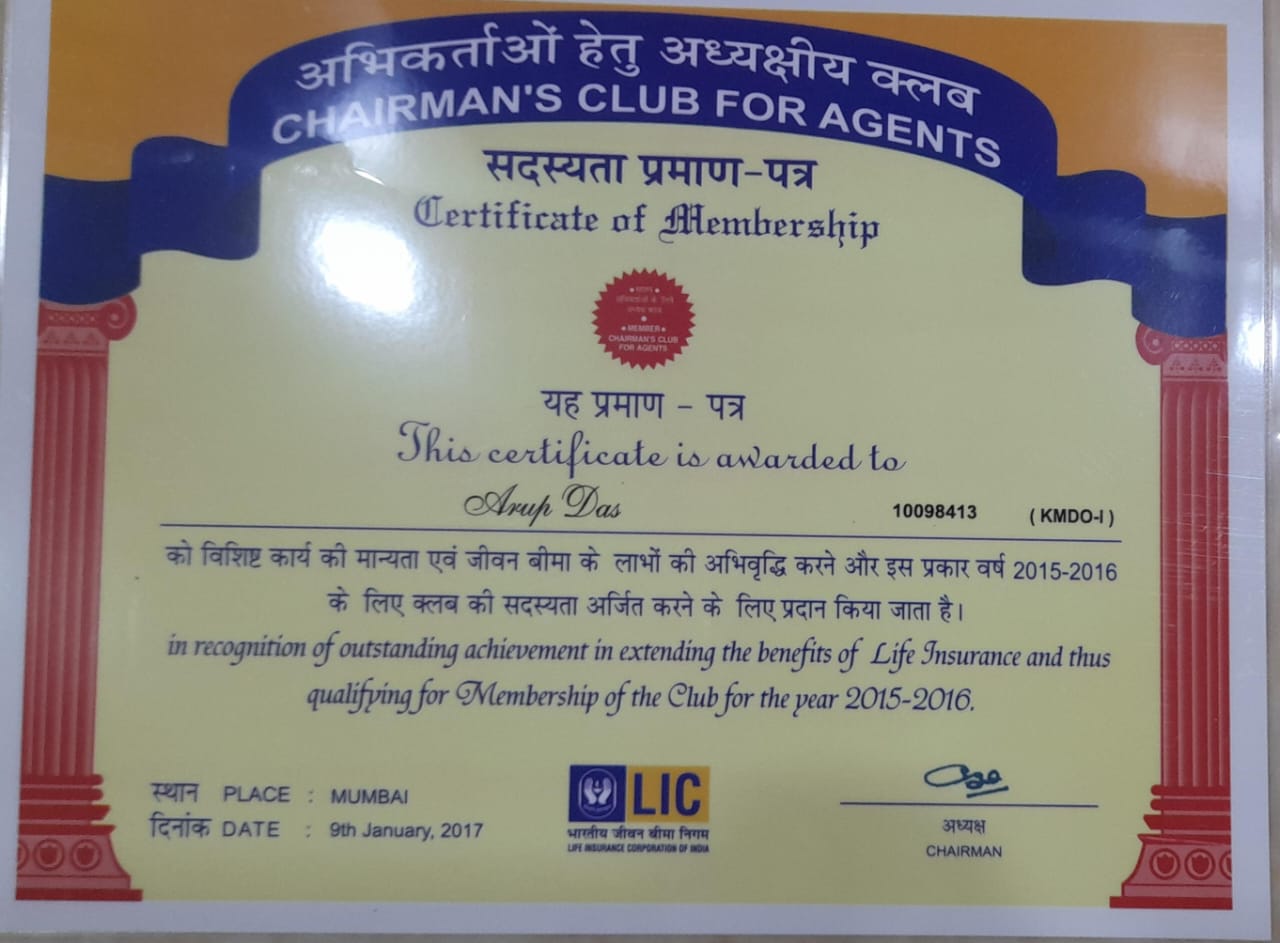 अभिकर्ताओं हेतु अध्यक्षीय क्लब
CHAIRMAN'S CLUB FOR AGENTS
सदस्यता प्रमाण-पत्र
Certificate of Membership
MEMBER
CHAIRMAN'S CLUB
FOR AGENTS
यह प्रमाण - पत्र
This certificate is awarded to
Arup Das 10098413 ( KMDO-I )
को विशिष्ट कार्य की मान्यता एवं जीवन बीमा के लाभों की अभिवृद्धि करने और इस प्रकार वर्ष 2015-2016
के लिए क्लब की सदस्यता अर्जित करने के लिए प्रदान किया जाता है।
in recognition of outstanding achievement in extending the benefits of Life Insurance and thus
qualifying for Membership of the Club for the year 2015-2016.
स्थान PLACE : MUMBAI
दिनांक DATE : 9th January, 2017
LIC
भारतीय जीवन बीमा निगम
LIFE INSURANCE CORPORATION OF INDIA
अध्यक्ष
CHAIRMAN